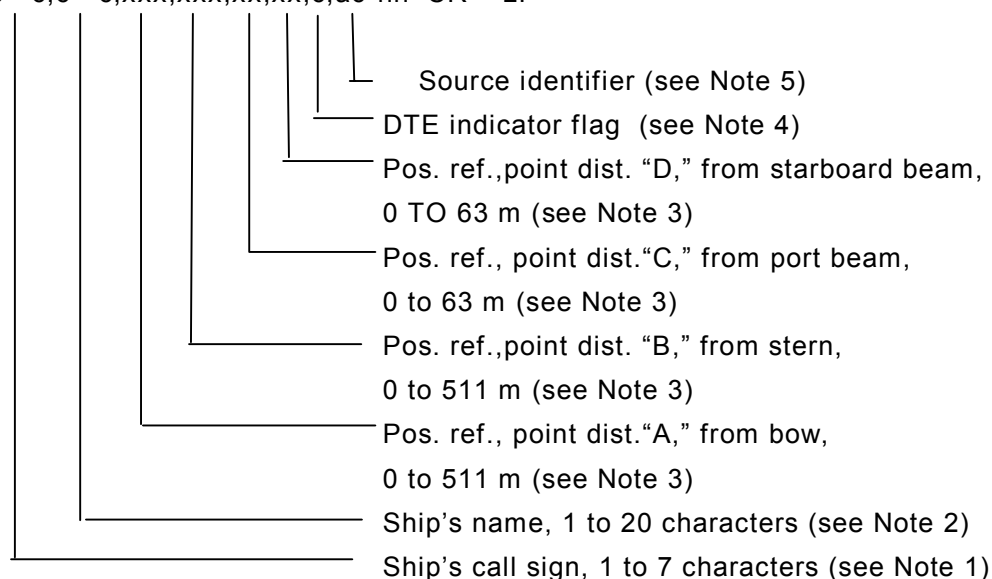 Source identifier (see Note 5)
DTE indicator flag (see Note 4)
Pos. ref.,point dist. “D,” from starboard beam,
0 TO 63 m (see Note 3)
Pos. ref., point dist.“C,” from port beam,
0 to 63 m (see Note 3)
Pos. ref.,point dist. “B,” from stern,
0 to 511 m (see Note 3)
Pos. ref., point dist.“A,” from bow,
0 to 511 m (see Note 3)
Ship’s name, 1 to 20 characters (see Note 2)
Ship’s call sign, 1 to 7 characters (see Note 1)